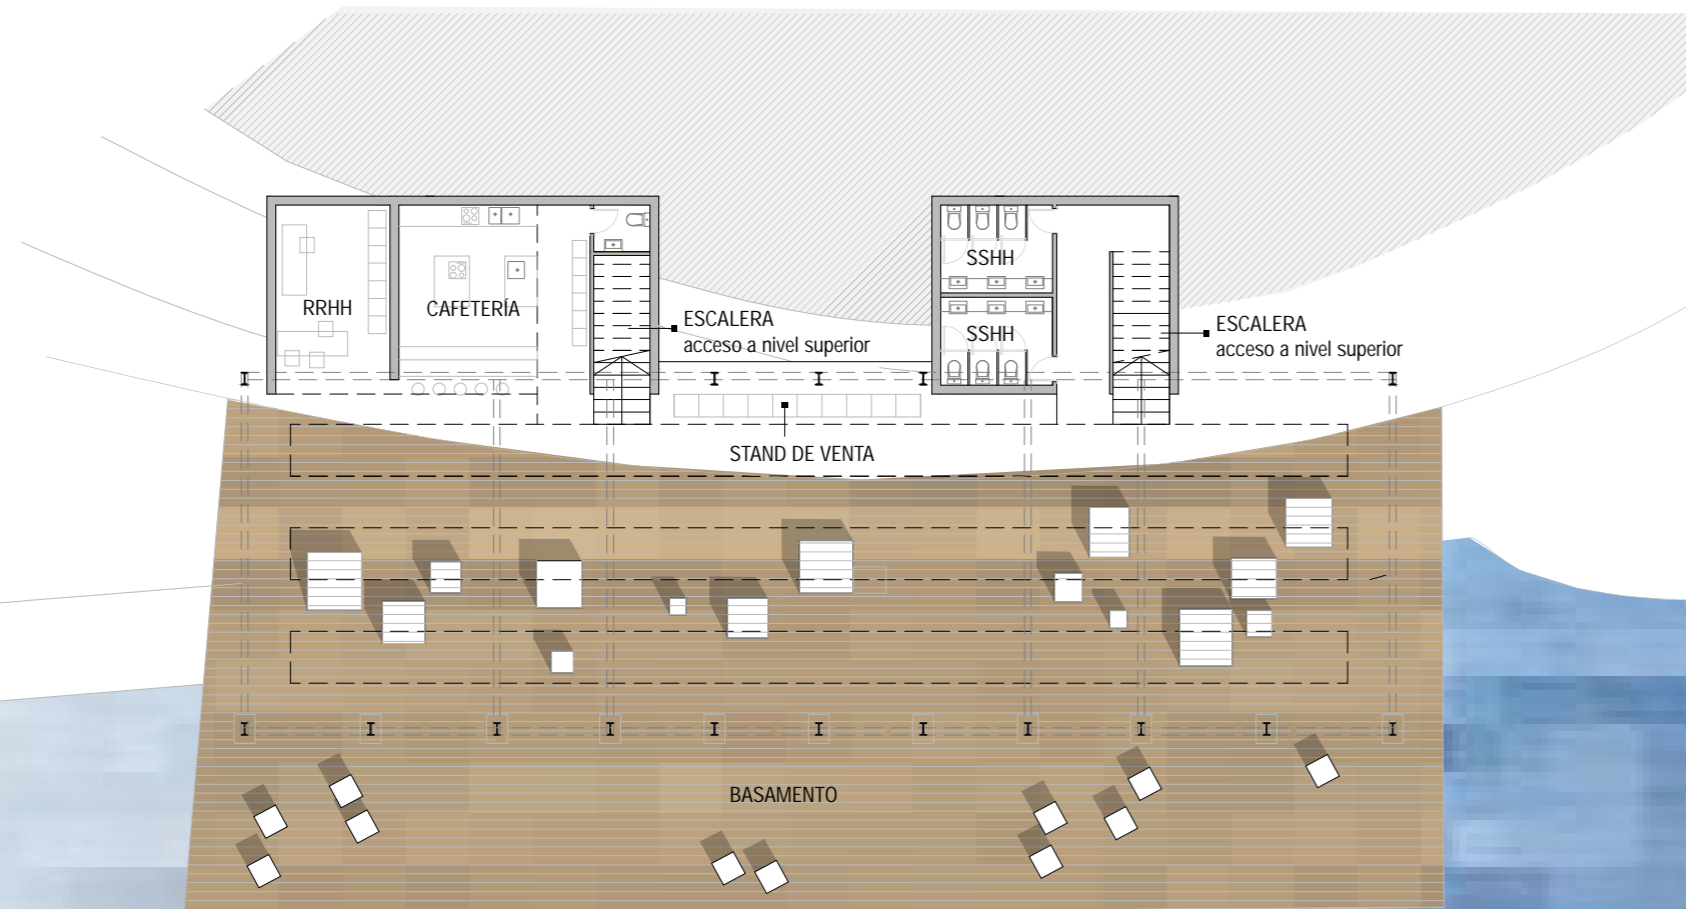 SSHH
RRHH
CAFETERÍA
ESCALERA
acceso a nivel superior
SSHH
ESCALERA
acceso a nivel superior
STAND DE VENTA
BASAMENTO